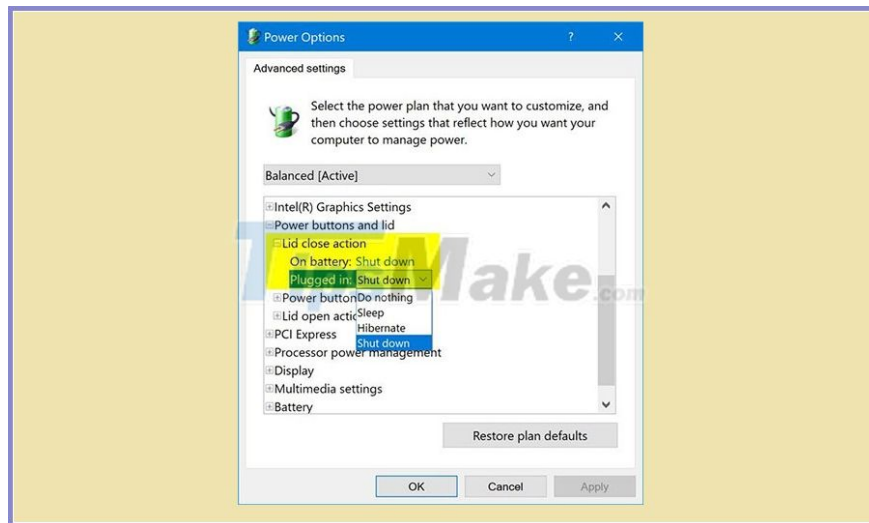 Power Options
?
Advanced settings
Select the power plan that you want to customize, and
then choose settings that reflect how you want your
computer to manage power.
Balanced [Active]
Intel(R) Graphics Settings
Power buttons and lid
Lid close action
On battery: Shut down
Plugged in: Shut down
Do nothing
Sleep
Hibernate
Shut down
Power button
Lid open
PCI Express
Processor power management
Display
Multimedia settings
Battery
TipsMake.com
Restore plan defaults
OK Cancel Apply